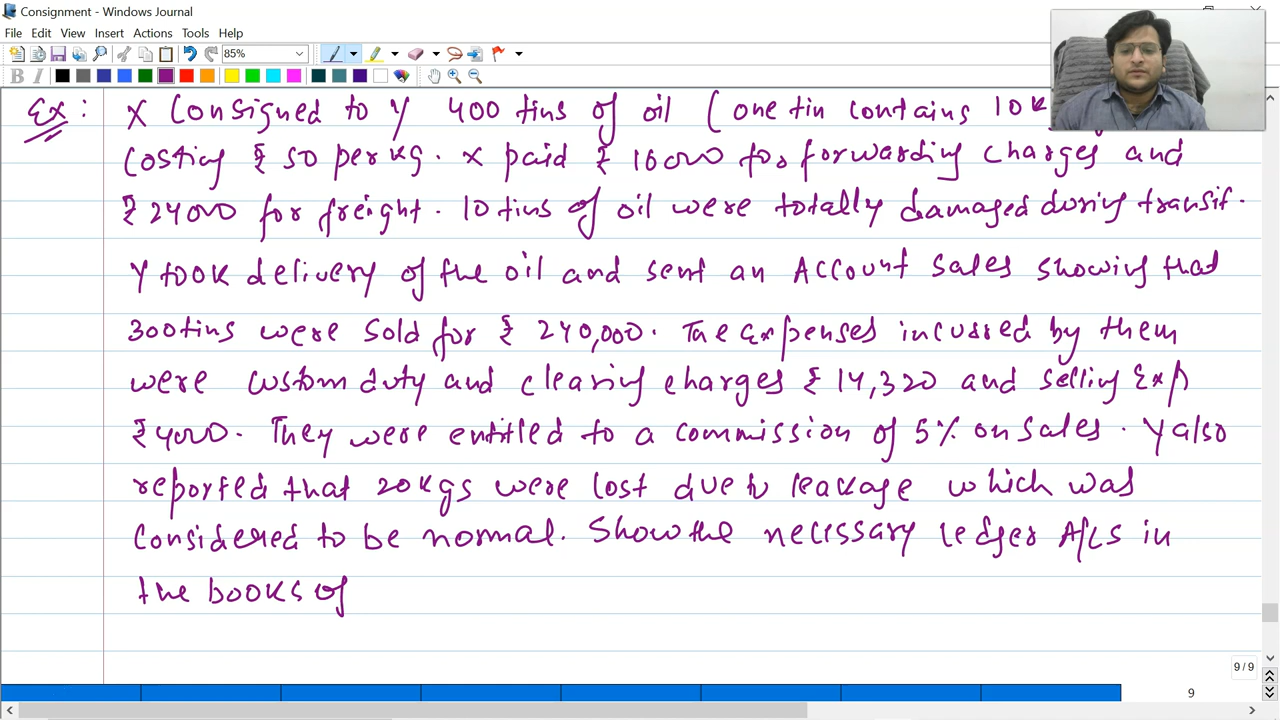 Consignment - Windows Journal
File Edit View Insert Actions Tools Help
85%
B I
Ex : X Consigned to Y 400 tins of oil ( one tin contains 10 k
Costing ₹ 50 per kg. X paid for forwarding charges and
₹ 24000 for freight. 10 tins of oil were totally damaged during transit.
Y took delivery of the oil and sent an Account Sales showing that
300 tins were sold for ₹ 240,000. The Expenses incurred by them
were custom duty and clearing charges ₹ 14,320 and selling Exp
₹ 4000. They were entitled to a commission of 5% on sales. Y also
reported that 20 kgs were lost due to leakage which was
considered to be normal. Show the necessary ledger A/cs in
the books of
9 / 9
9